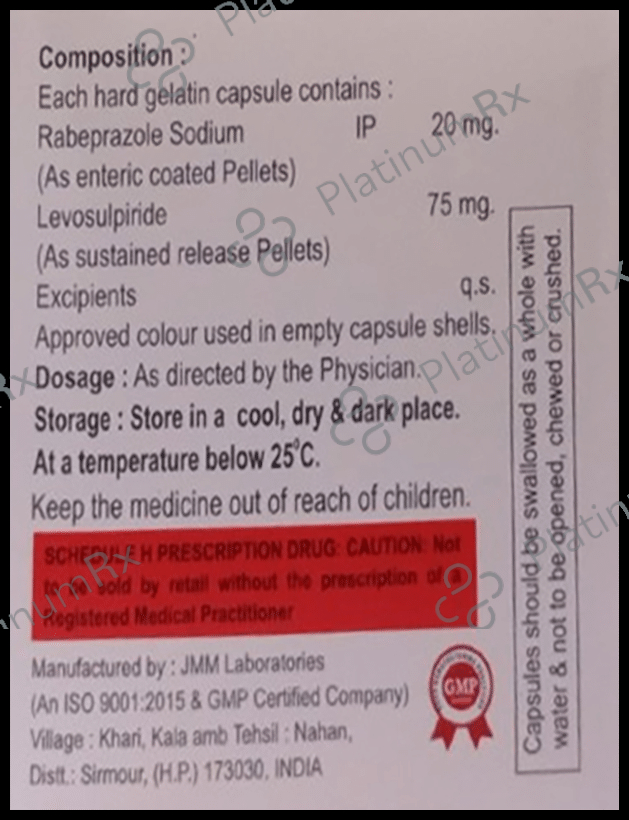 Composition :
Each hard gelatin capsule contains :
Rabeprazole Sodium IP 20 mg.
(As enteric coated Pellets)
Levosulpiride 75 mg.
(As sustained release Pellets)
Excipients q.s.
Approved colour used in empty capsule shells.
Dosage : As directed by the Physician.
Storage : Store in a cool, dry & dark place.
At a temperature below 25°C.
Keep the medicine out of reach of children.
SCHEDULE H PRESCRIPTION DRUG: CAUTION: Not
to be sold by retail without the prescription of a
Registered Medical Practitioner
Manufactured by : JMM Laboratories
(An ISO 9001:2015 & GMP Certified Company)
Village : Khari, Kala amb Tehsil : Nahan,
Distt.: Sirmour, (H.P.) 173030, INDIA
GMP
Capsules should be swallowed as a whole with
water & not to be opened, chewed or crushed.
PlatinumRx
PlatinumRx
PlatinumRx